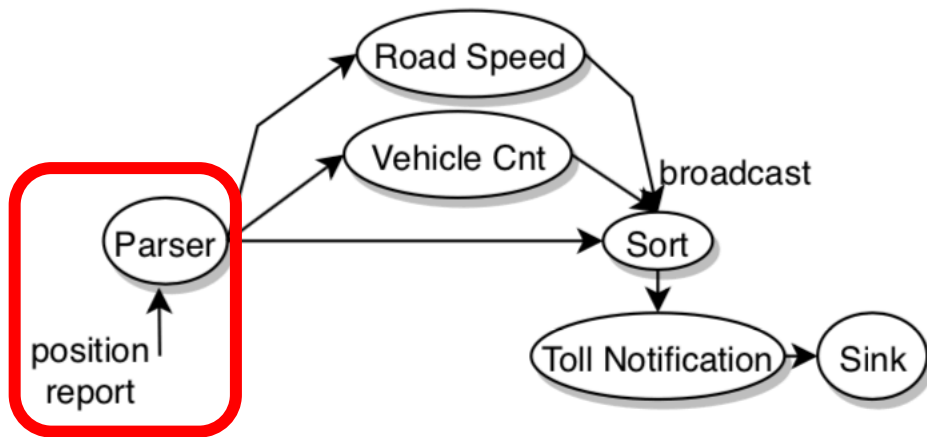 Road Speed
Vehicle Cnt
broadcast
Parser
Sort
position
report
Toll Notification
Sink